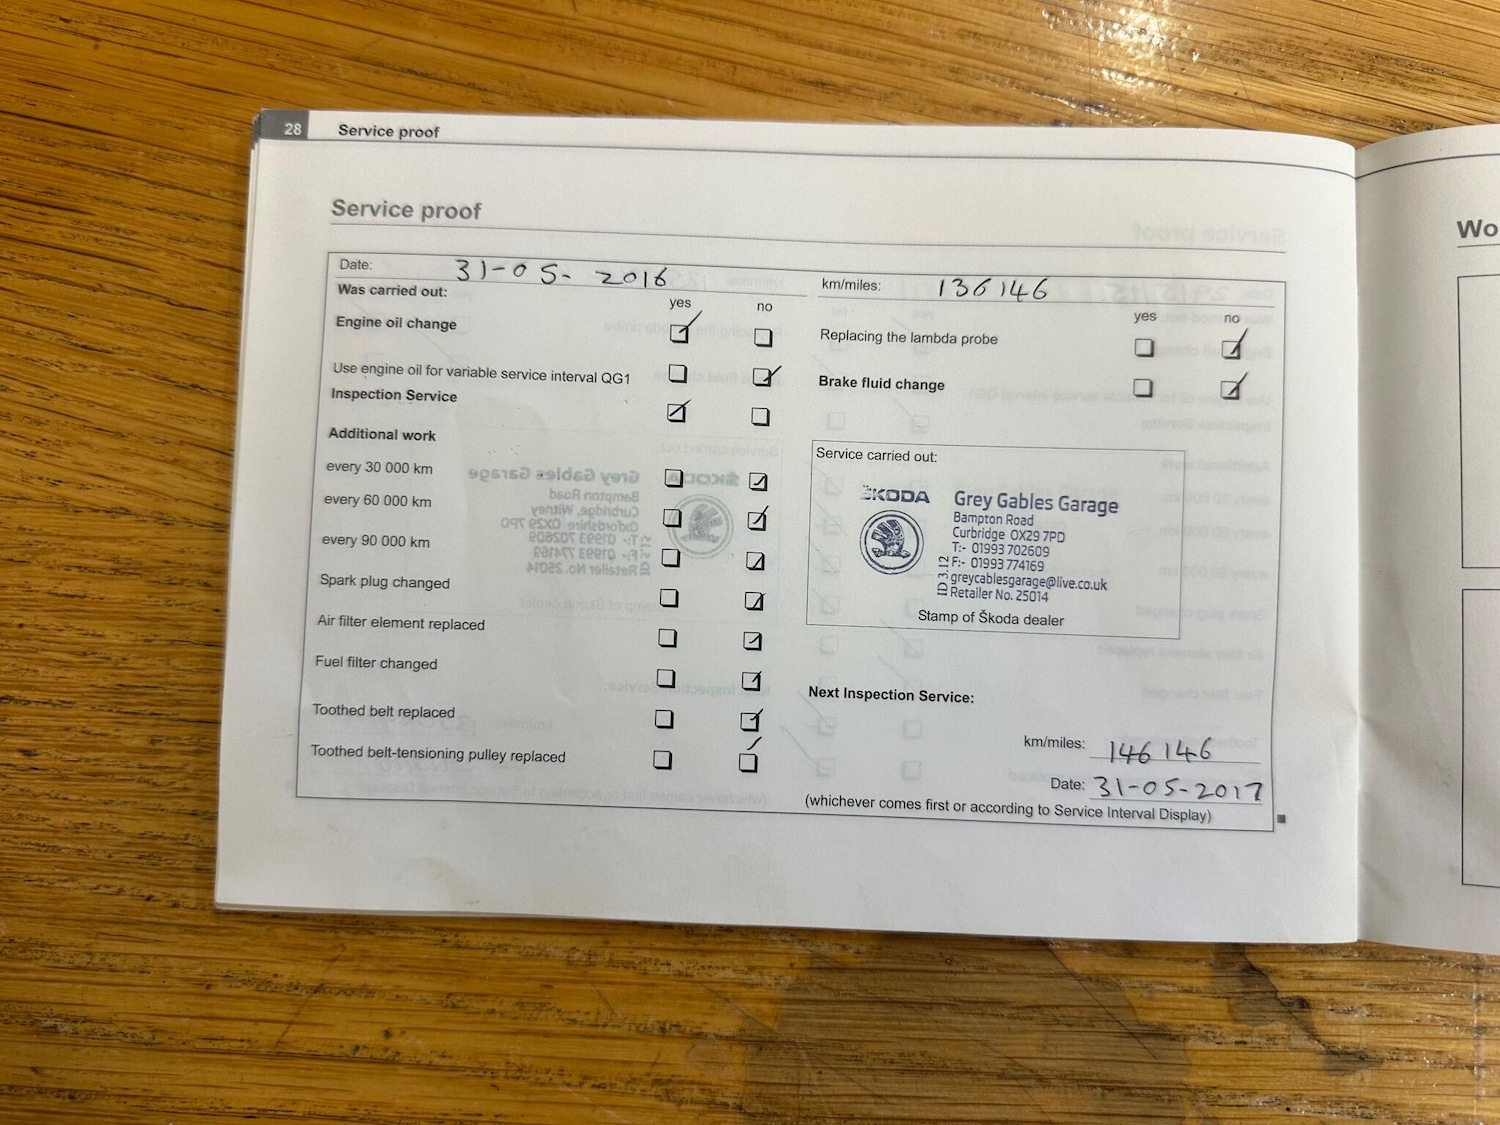 28 Service proof
Service proof
Date: 31-05-2016
km/miles: 136146
Was carried out:
yes no
Engine oil change
Use engine oil for variable service interval QG1
Inspection Service
Additional work
every 30 000 km
every 60 000 km
every 90 000 km
Spark plug changed
Air filter element replaced
Fuel filter changed
Toothed belt replaced
Toothed belt-tensioning pulley replaced
yes no
Replacing the lambda probe
Brake fluid change
Service carried out:
ŠKODA Grey Gables Garage
Bampton Road
Curbridge OX29 7PD
T:- 01993 702609
F:- 01993 774169
greycablesgarage@live.co.uk
Retailer No. 25014
ID 3.12
Stamp of Škoda dealer
Next Inspection Service:
km/miles: 146146
Date: 31-05-2017
(whichever comes first or according to Service Interval Display)
Wo